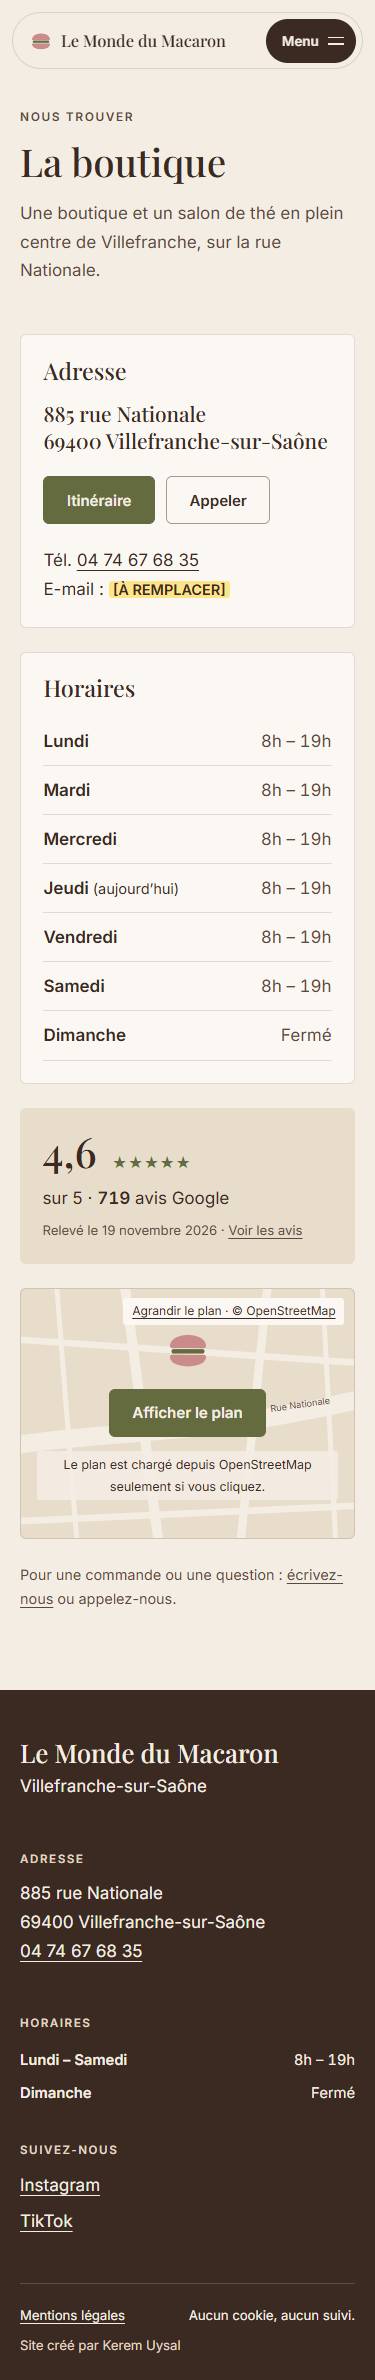 Le Monde du Macaron
Menu
NOUS TROUVER
La boutique
Une boutique et un salon de thé en plein
centre de Villefranche, sur la rue
Nationale.
Adresse
885 rue Nationale
69400 Villefranche-sur-Saône
Itinéraire
Appeler
Tél. 04 74 67 68 35
E-mail : [À REMPLACER]
Horaires
Lundi 8h – 19h
Mardi 8h – 19h
Mercredi 8h – 19h
Jeudi (aujourd’hui) 8h – 19h
Vendredi 8h – 19h
Samedi 8h – 19h
Dimanche Fermé
4,6 ★★★★★
sur 5 · 719 avis Google
Relevé le 19 novembre 2026 · Voir les avis
Agrandir le plan · © OpenStreetMap
Rue Nationale
Afficher le plan
Le plan est chargé depuis OpenStreetMap
seulement si vous cliquez.
Pour une commande ou une question : écrivez-
nous ou appelez-nous.
Le Monde du Macaron
Villefranche-sur-Saône
ADRESSE
885 rue Nationale
69400 Villefranche-sur-Saône
04 74 67 68 35
HORAIRES
Lundi – Samedi 8h – 19h
Dimanche Fermé
SUIVEZ-NOUS
Instagram
TikTok
Mentions légales Aucun cookie, aucun suivi.
Site créé par Kerem Uysal